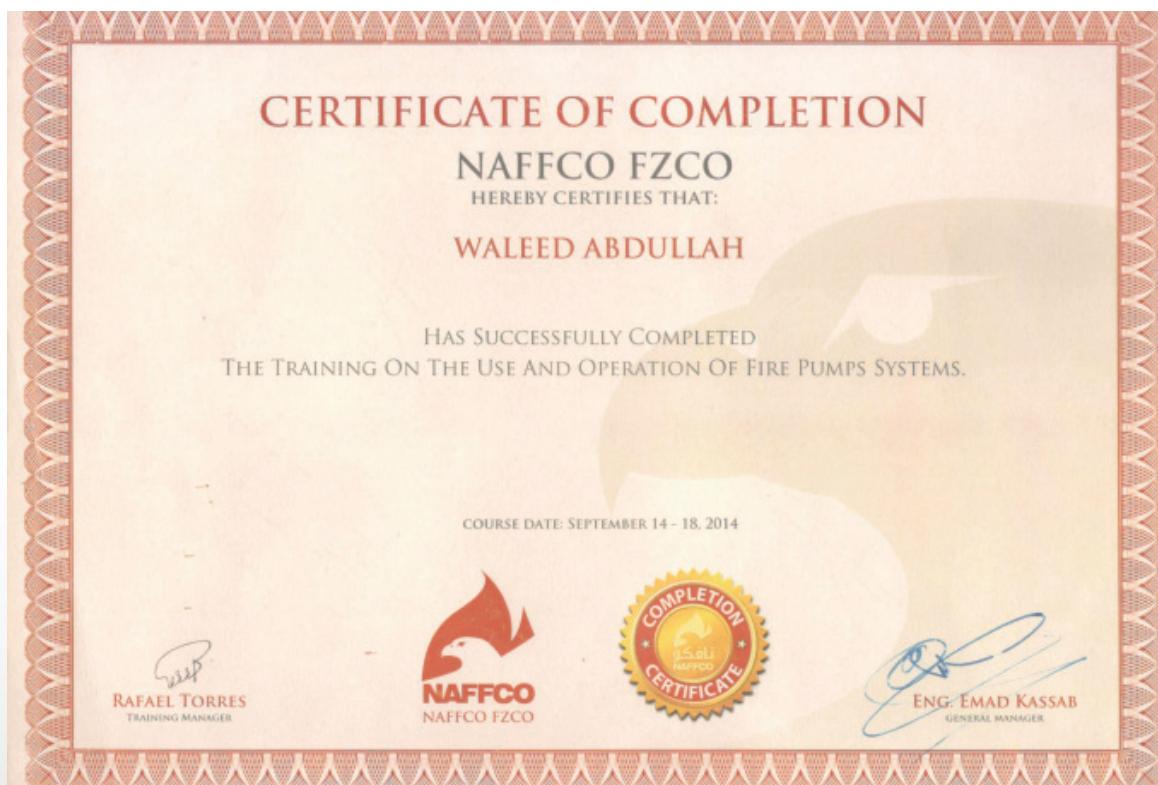 CERTIFICATE OF COMPLETION
NAFFCO FZCO
HEREBY CERTIFIES THAT:
WALEED ABDULLAH
HAS SUCCESSFULLY COMPLETED
THE TRAINING ON THE USE AND OPERATION OF FIRE PUMPS SYSTEMS.
COURSE DATE: SEPTEMBER 14 - 18, 2014
RAFAEL TORRES
TRAINING MANAGER
NAFFCO
NAFFCO FZCO
COMPLETION
نافكو
NAFFCO
CERTIFICATE
ENG. EMAD KASSAB
GENERAL MANAGER